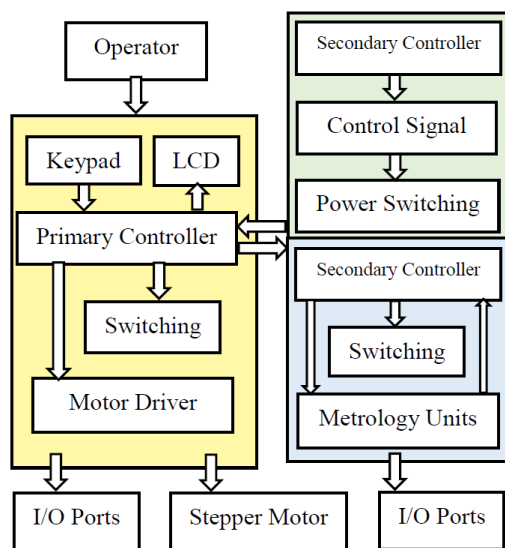 Operator
Keypad
LCD
Primary Controller
Switching
Motor Driver
I/O Ports
Stepper Motor
Secondary Controller
Control Signal
Power Switching
Secondary Controller
Switching
Metrology Units
I/O Ports